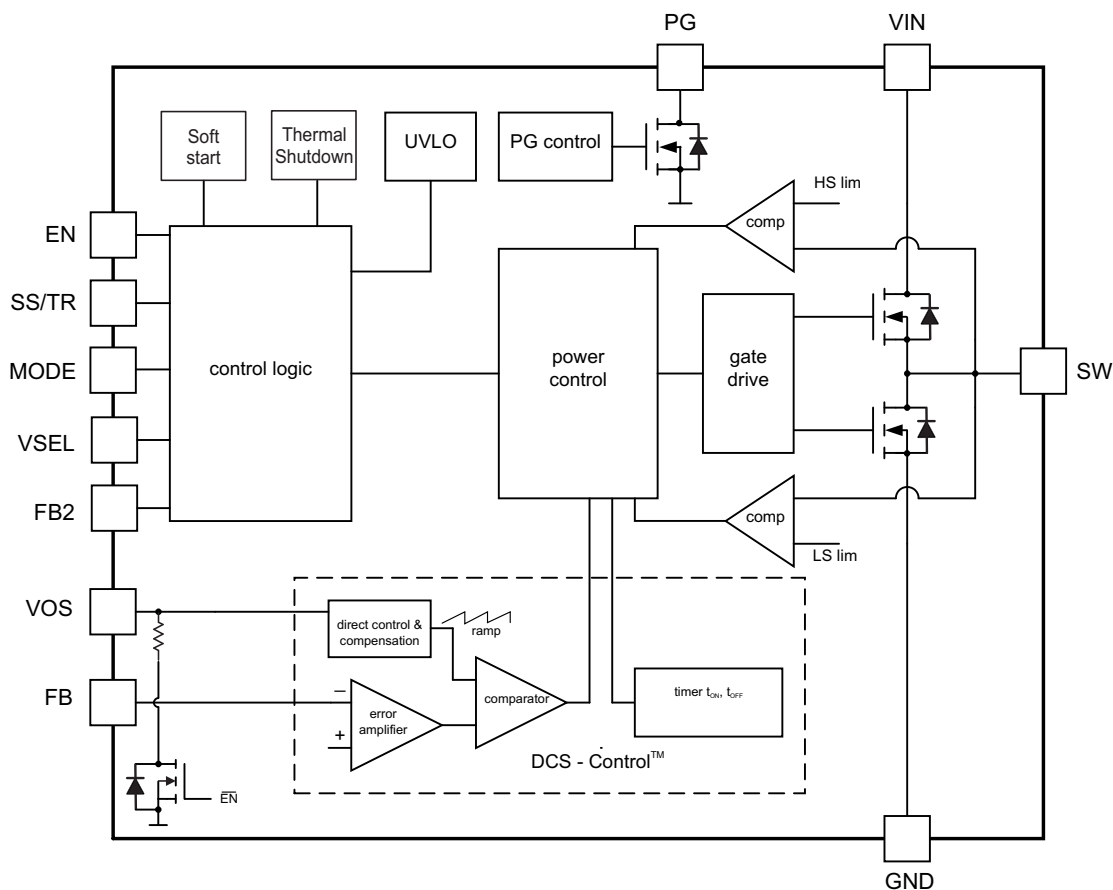 PG
VIN
Soft
start
Thermal
Shutdown
UVLO
PG control
HS lim
comp
EN
SS/TR
MODE
VSEL
FB2
control logic
power
control
gate
drive
SW
comp
LS lim
VOS
direct control &
compensation
ramp
FB
–
+
error
amplifier
comparator
timer tON, tOFF
DCS - Control™
E̅N̅
GND